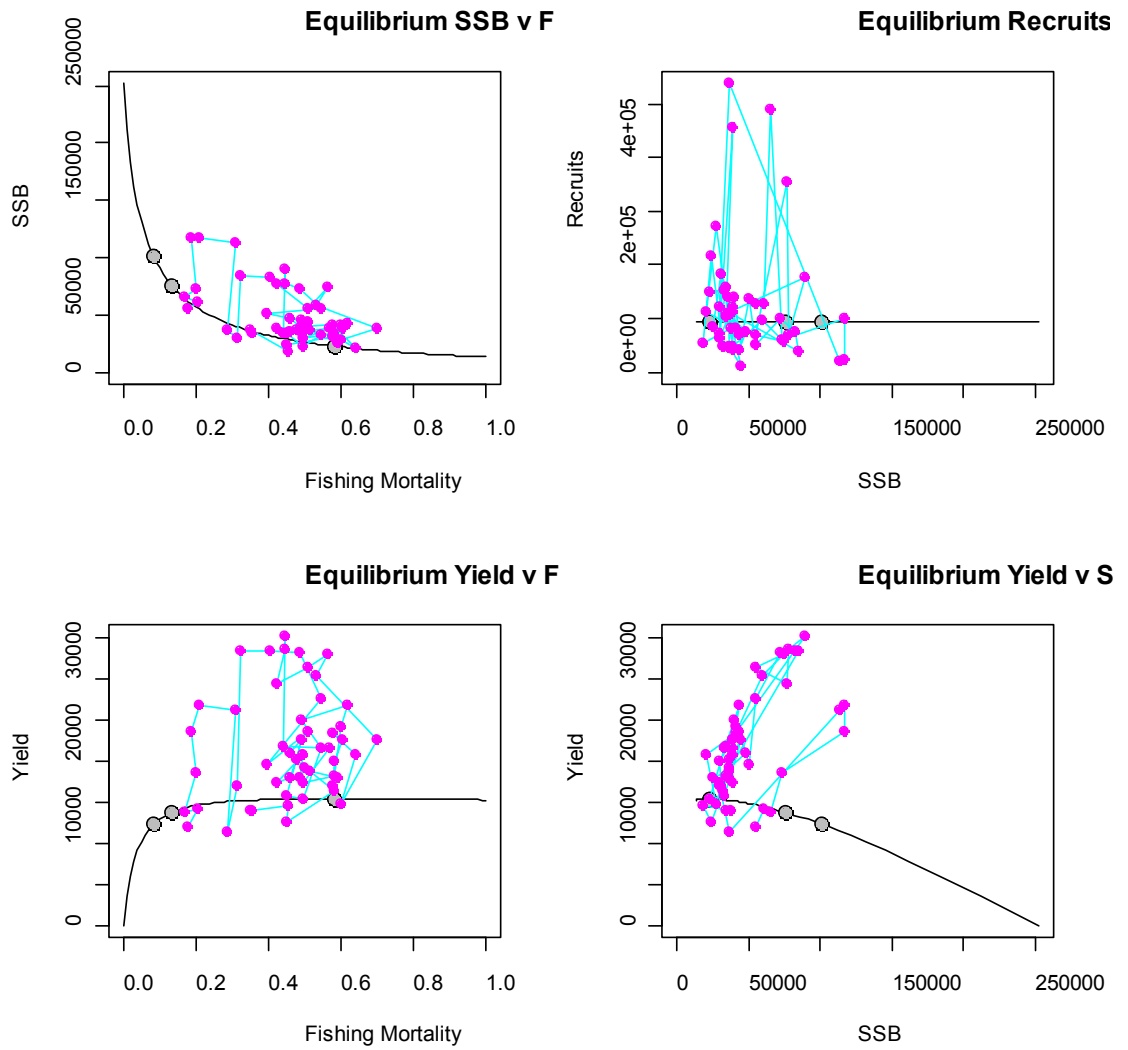 Equilibrium SSB v F
SSB
0 50000 150000 250000
0.0 0.2 0.4 0.6 0.8 1.0
Fishing Mortality
Equilibrium Recruits
Recruits
0e+00 2e+05 4e+05
0 50000 150000 250000
SSB
Equilibrium Yield v F
Yield
0 10000 20000 30000
0.0 0.2 0.4 0.6 0.8 1.0
Fishing Mortality
Equilibrium Yield v S
Yield
0 10000 20000 30000
0 50000 150000 250000
SSB